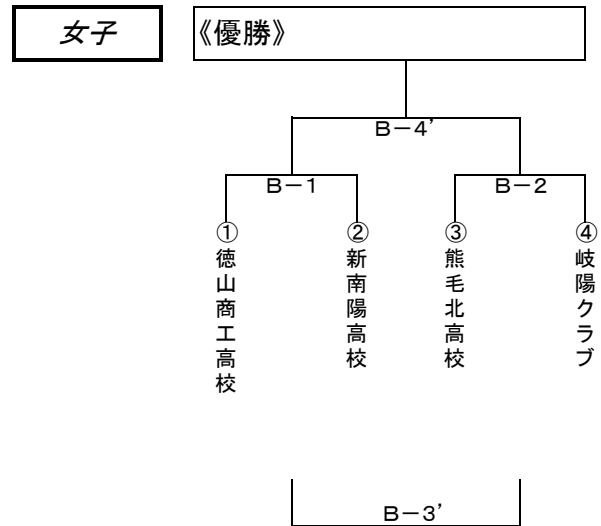 女子
《優勝》
B－4’
B－1
B－2
①徳山商工高校
②新南陽高校
③熊毛北高校
④岐陽クラブ
B－3’